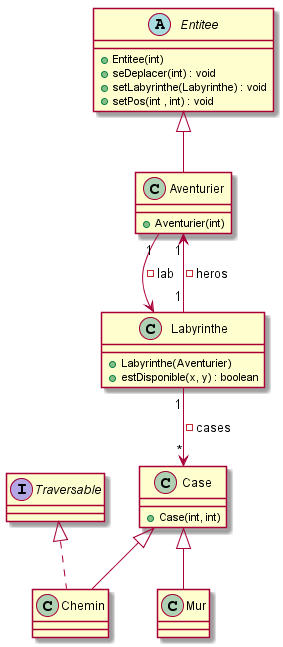 A Entitee
Entitee(int)
seDeplacer(int) : void
setLabyrinthe(Labyrinthe) : void
setPos(int , int) : void
C Aventurier
Aventurier(int)
1 1
lab heros
1
C Labyrinthe
Labyrinthe(Aventurier)
estDisponible(x, y) : boolean
1
cases
*
I Traversable
C Case
Case(int, int)
C Chemin
C Mur